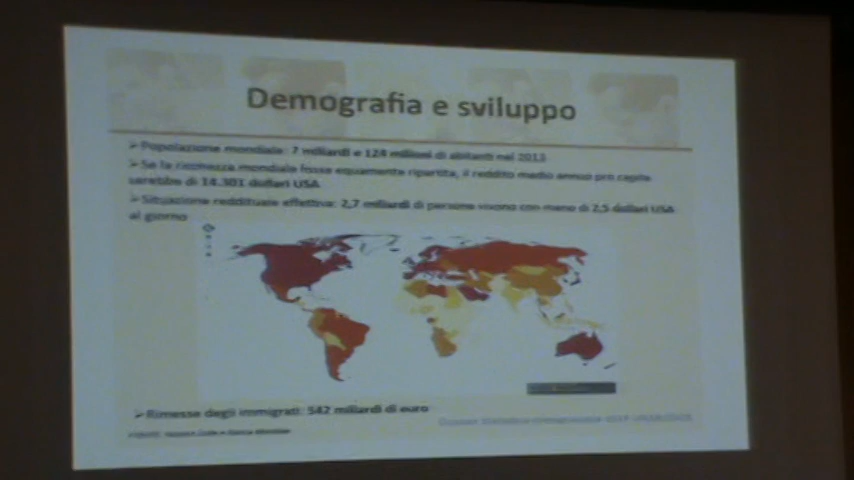 Demografia e sviluppo
➢Popolazione mondiale: 7 miliardi e 124 milioni di abitanti nel 2013
➢Se la ricchezza mondiale fosse equamente ripartita, il reddito medio annuo pro capite
sarebbe di 14.301 dollari USA
➢Situazione reddituale effettiva: 2,7 miliardi di persone vivono con meno di 2,5 dollari USA
al giorno
➢Rimesse degli immigrati: 542 miliardi di euro